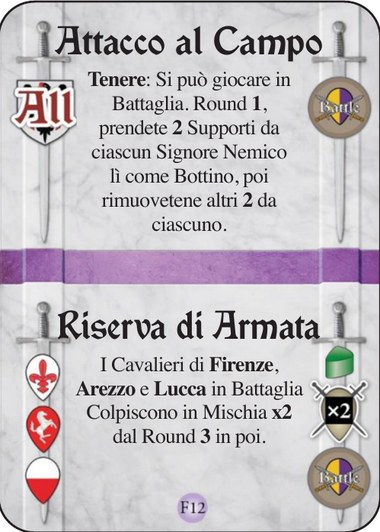 Attacco al Campo
All
Battle
Tenere: Si può giocare in
Battaglia. Round 1,
prendete 2 Supporti da
ciascun Signore Nemico
lì come Bottino, poi
rimuovetene altri 2 da
ciascuno.
Riserva di Armata
I Cavalieri di Firenze,
Arezzo e Lucca in Battaglia
Colpiscono in Mischia x2
dal Round 3 in poi.
x2
Battle
F12